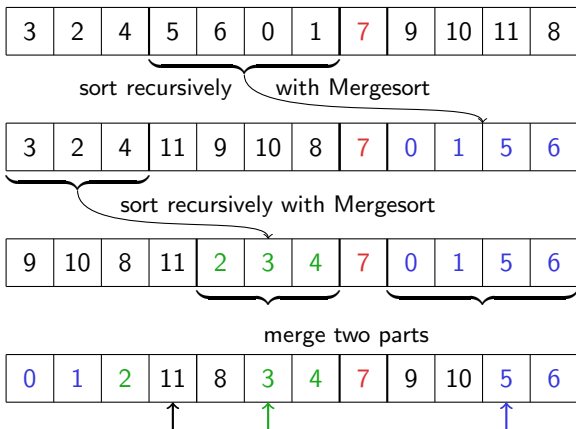 3 2 4 5 6 0 1 7 9 10 11 8
sort recursively with Mergesort
3 2 4 11 9 10 8 7 0 1 5 6
sort recursively with Mergesort
9 10 8 11 2 3 4 7 0 1 5 6
merge two parts
0 1 2 11 8 3 4 7 9 10 5 6